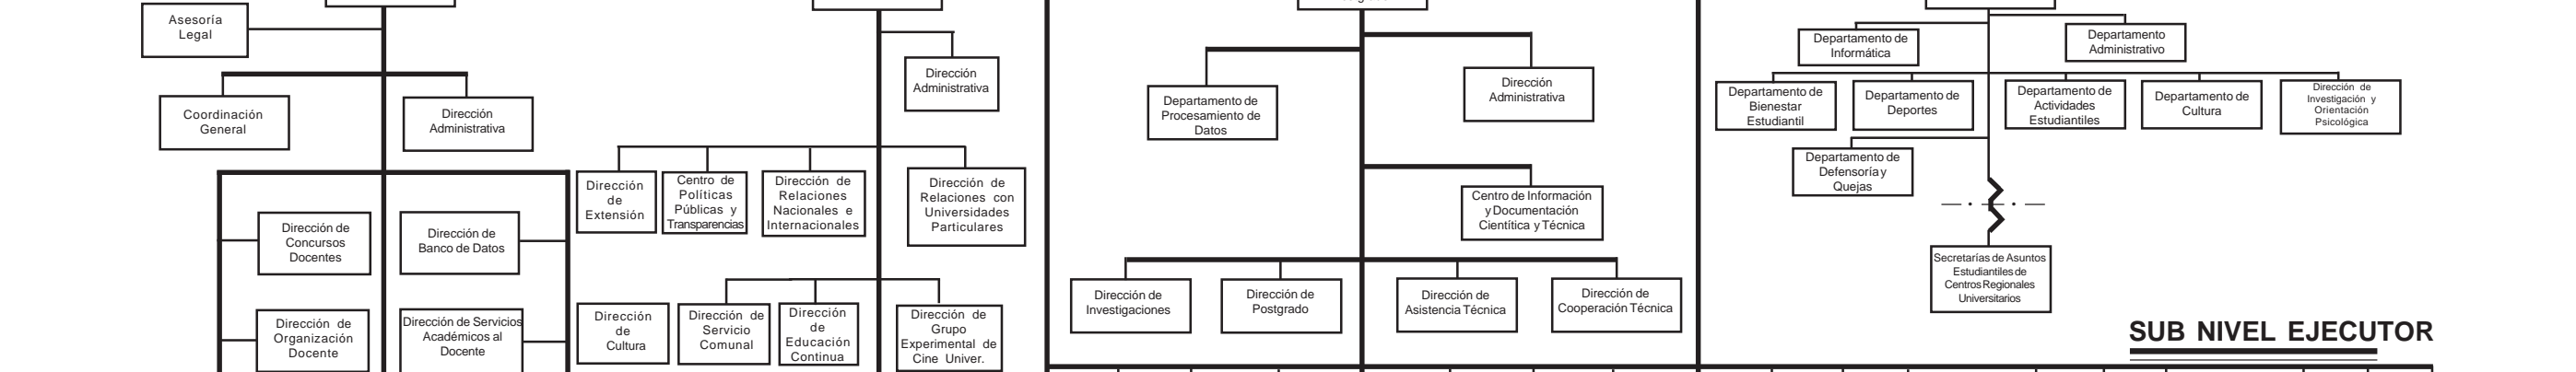 Asesoría
Legal
Coordinación
General
Dirección
Administrativa
Dirección de
Concursos
Docentes
Dirección de
Banco de Datos
Dirección de
Organización
Docente
Dirección de Servicios
Académicos al
Docente
Dirección
Administrativa
Dirección
de
Extensión
Centro de
Políticas
Públicas y
Transparencias
Dirección de
Relaciones
Nacionales e
Internacionales
Dirección de
Relaciones con
Universidades
Particulares
Dirección
de
Cultura
Dirección de
Servicio
Comunal
Dirección
de
Educación
Continua
Dirección de
Grupo
Experimental de
Cine Univer.
Departamento de
Procesamiento de
Datos
Dirección
Administrativa
Centro de Información
y Documentación
Científica y Técnica
Dirección de
Investigaciones
Dirección de
Postgrado
Dirección de
Asistencia Técnica
Dirección de
Cooperación Técnica
Departamento de
Informática
Departamento
Administrativo
Departamento de
Bienestar
Estudiantil
Departamento de
Deportes
Departamento de
Actividades
Estudiantiles
Departamento de
Cultura
Dirección de
Investigación y
Orientación
Psicológica
Departamento de
Defensoría y
Quejas
Secretarías de Asuntos
Estudiantiles de
Centros Regionales
Universitarios
SUB NIVEL EJECUTOR